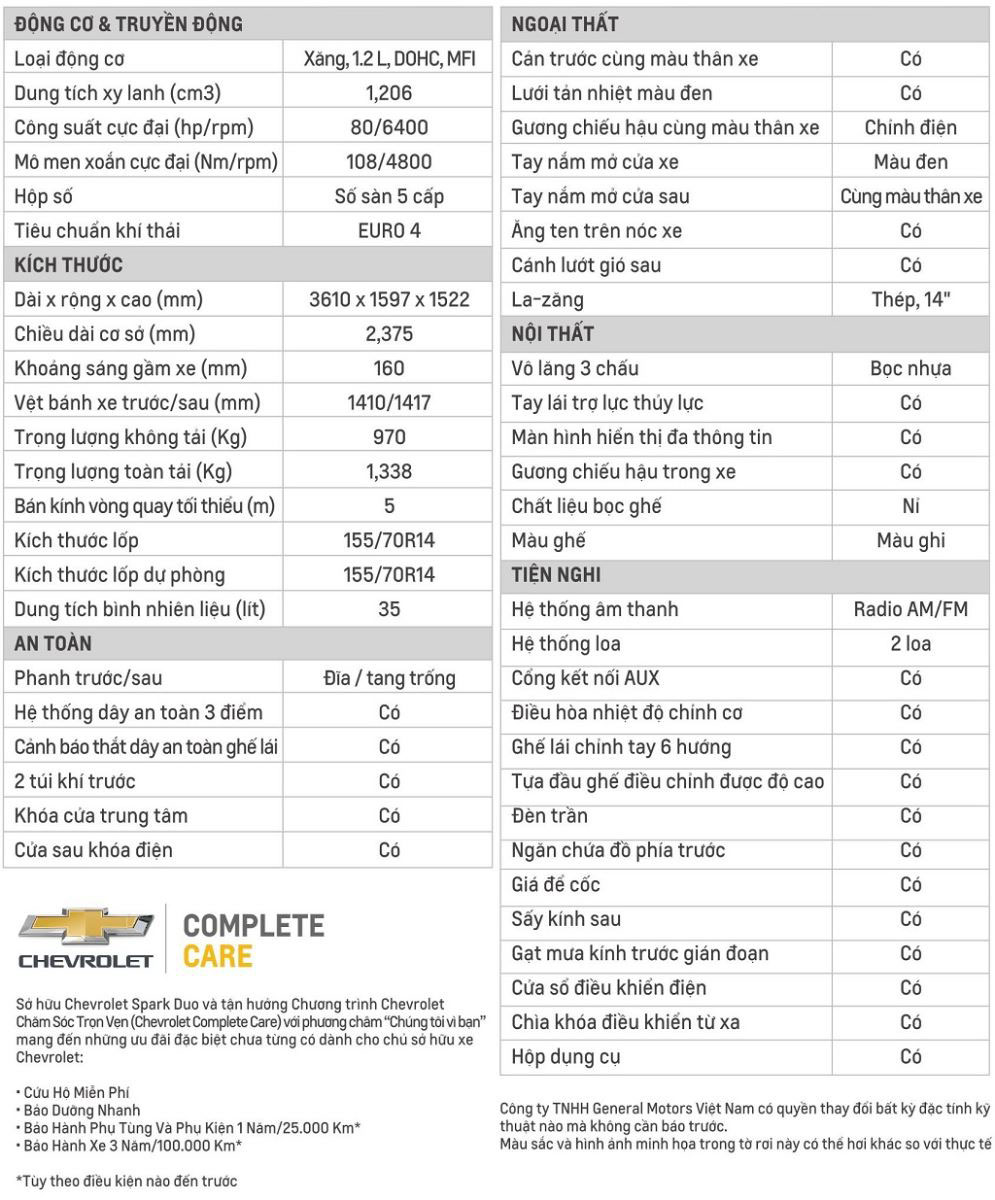 ĐỘNG CƠ & TRUYỀN ĐỘNG
Loại động cơ Xăng, 1.2 L, DOHC, MFI
Dung tích xy lanh (cm3) 1,206
Công suất cực đại (hp/rpm) 80/6400
Mô men xoắn cực đại (Nm/rpm) 108/4800
Hộp số Số sàn 5 cấp
Tiêu chuẩn khí thải EURO 4
KÍCH THƯỚC
Dài x rộng x cao (mm) 3610 x 1597 x 1522
Chiều dài cơ sở (mm) 2,375
Khoảng sáng gầm xe (mm) 160
Vệt bánh xe trước/sau (mm) 1410/1417
Trọng lượng không tải (Kg) 970
Trọng lượng toàn tải (Kg) 1,338
Bán kính vòng quay tối thiểu (m) 5
Kích thước lốp 155/70R14
Kích thước lốp dự phòng 155/70R14
Dung tích bình nhiên liệu (lít) 35
AN TOÀN
Phanh trước/sau Đĩa / tang trống
Hệ thống dây an toàn 3 điểm Có
Cảnh báo thắt dây an toàn ghế lái Có
2 túi khí trước Có
Khóa cửa trung tâm Có
Cửa sau khóa điện Có
CHEVROLET
COMPLETE
CARE
Sở hữu Chevrolet Spark Duo và tận hưởng Chương trình Chevrolet
Chăm Sóc Trọn Vẹn (Chevrolet Complete Care) với phương châm “Chúng tôi vì bạn”
mang đến những ưu đãi đặc biệt chưa từng có dành cho chủ sở hữu xe
Chevrolet:
• Cứu Hộ Miễn Phí
• Bảo Dưỡng Nhanh
• Bảo Hành Phụ Tùng Và Phụ Kiện 1 Năm/25.000 Km*
• Bảo Hành Xe 3 Năm/100.000 Km*
*Tùy theo điều kiện nào đến trước
NGOẠI THẤT
Cản trước cùng màu thân xe Có
Lưới tản nhiệt màu đen Có
Gương chiếu hậu cùng màu thân xe Chỉnh điện
Tay nắm mở cửa xe Màu đen
Tay nắm mở cửa sau Cùng màu thân xe
Ăng ten trên nóc xe Có
Cánh lướt gió sau Có
La-zăng Thép, 14"
NỘI THẤT
Vô lăng 3 chấu Bọc nhựa
Tay lái trợ lực thủy lực Có
Màn hình hiển thị đa thông tin Có
Gương chiếu hậu trong xe Có
Chất liệu bọc ghế Nỉ
Màu ghế Màu ghi
TIỆN NGHI
Hệ thống âm thanh Radio AM/FM
Hệ thống loa 2 loa
Cổng kết nối AUX Có
Điều hòa nhiệt độ chỉnh cơ Có
Ghế lái chỉnh tay 6 hướng Có
Tựa đầu ghế điều chỉnh được độ cao Có
Đèn trần Có
Ngăn chứa đồ phía trước Có
Giá để cốc Có
Sấy kính sau Có
Gạt mưa kính trước gián đoạn Có
Cửa sổ điều khiển điện Có
Chìa khóa điều khiển từ xa Có
Hộp dụng cụ Có
Công ty TNHH General Motors Việt Nam có quyền thay đổi bất kỳ đặc tính kỹ
thuật nào mà không cần báo trước.
Màu sắc và hình ảnh minh họa trong tờ rơi này có thể hơi khác so với thực tế